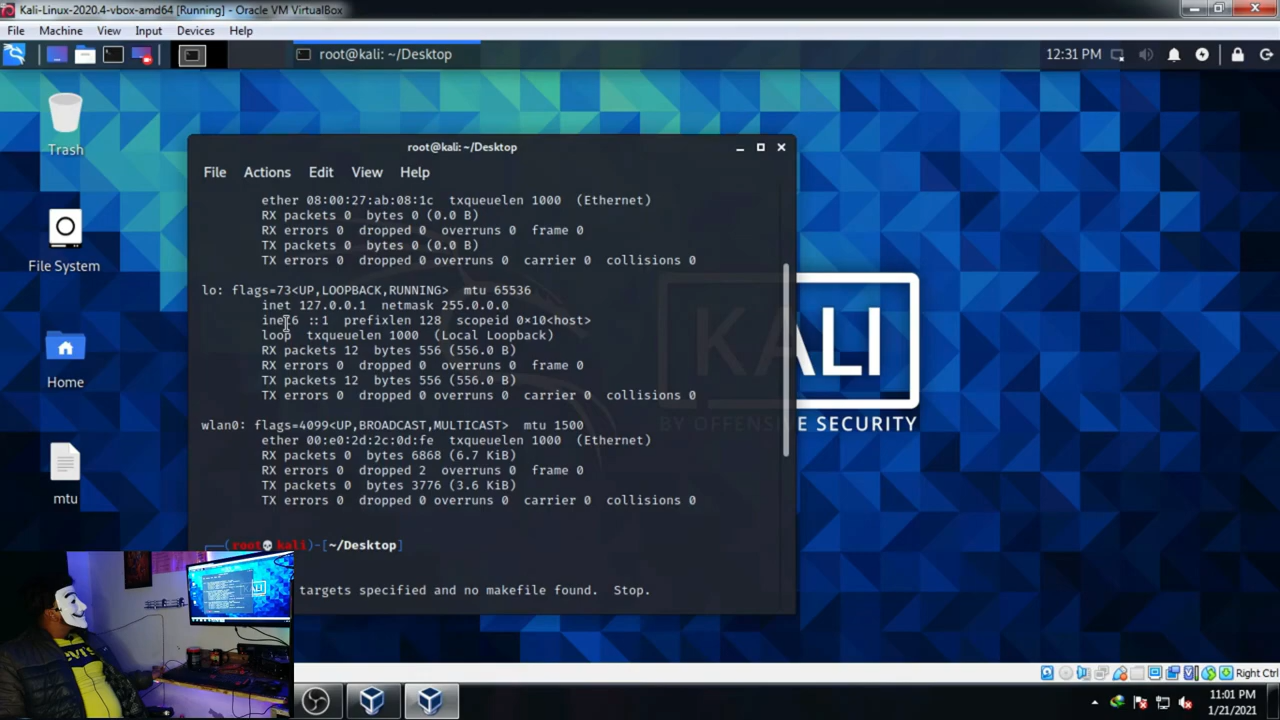 Kali-Linux-2020.4-vbox-amd64 [Running] - Oracle VM VirtualBox
File Machine View Input Devices Help
root@kali: ~/Desktop
12:31 PM
Trash
File System
Home
mtu
root@kali: ~/Desktop
File Actions Edit View Help
ether 08:00:27:ab:08:1c txqueuelen 1000 (Ethernet)
RX packets 0 bytes 0 (0.0 B)
RX errors 0 dropped 0 overruns 0 frame 0
TX packets 0 bytes 0 (0.0 B)
TX errors 0 dropped 0 overruns 0 carrier 0 collisions 0
lo: flags=73<UP,LOOPBACK,RUNNING> mtu 65536
inet 127.0.0.1 netmask 255.0.0.0
inet6 ::1 prefixlen 128 scopeid 0×10<host>
loop txqueuelen 1000 (Local Loopback)
RX packets 12 bytes 556 (556.0 B)
RX errors 0 dropped 0 overruns 0 frame 0
TX packets 12 bytes 556 (556.0 B)
TX errors 0 dropped 0 overruns 0 carrier 0 collisions 0
wlan0: flags=4099<UP,BROADCAST,MULTICAST> mtu 1500
ether 00:e0:2d:2c:0d:fe txqueuelen 1000 (Ethernet)
RX packets 6868 bytes (6.7 KiB)
RX errors 0 dropped 2 overruns 0 frame 0
TX packets 0 bytes 3776 (3.6 KiB)
TX errors 0 dropped 0 overruns 0 carrier 0 collisions 0
(root💀kali)-[~/Desktop]
targets specified and no makefile found. Stop.
KALI
BY OFFENSIVE SECURITY
Right Ctrl
11:01 PM
1/21/2021